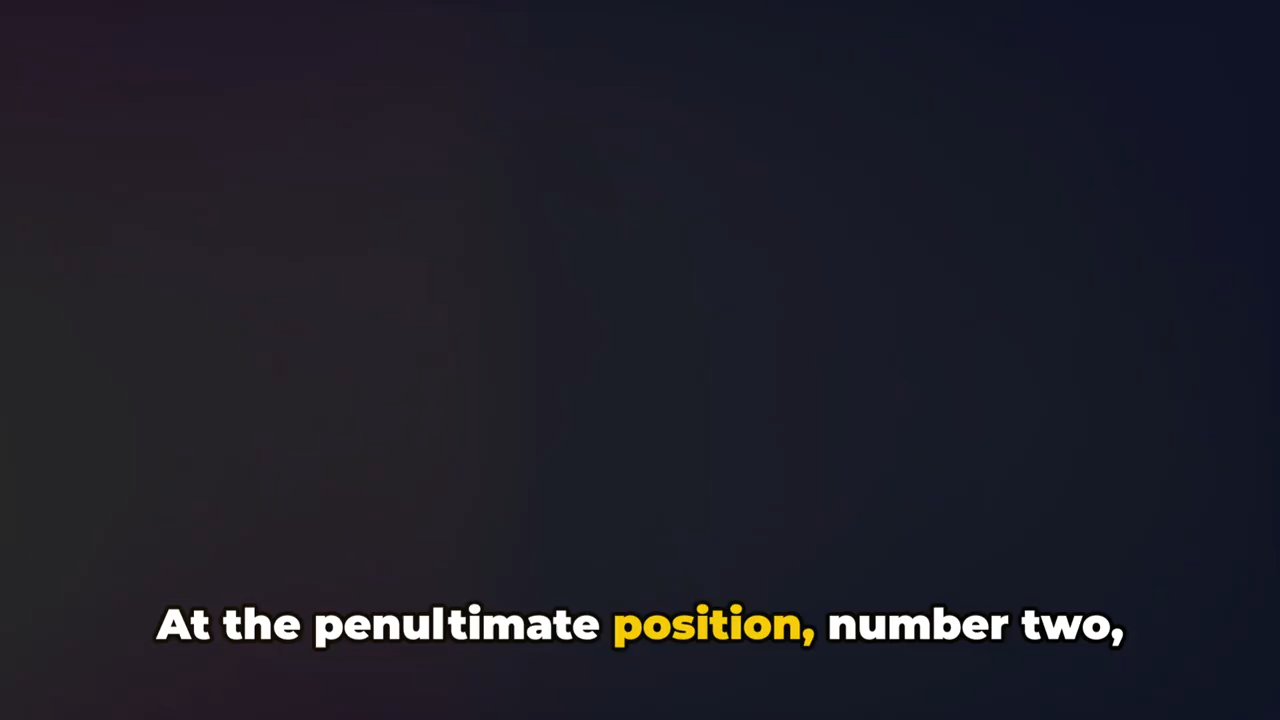 At the penultimate position, number two,